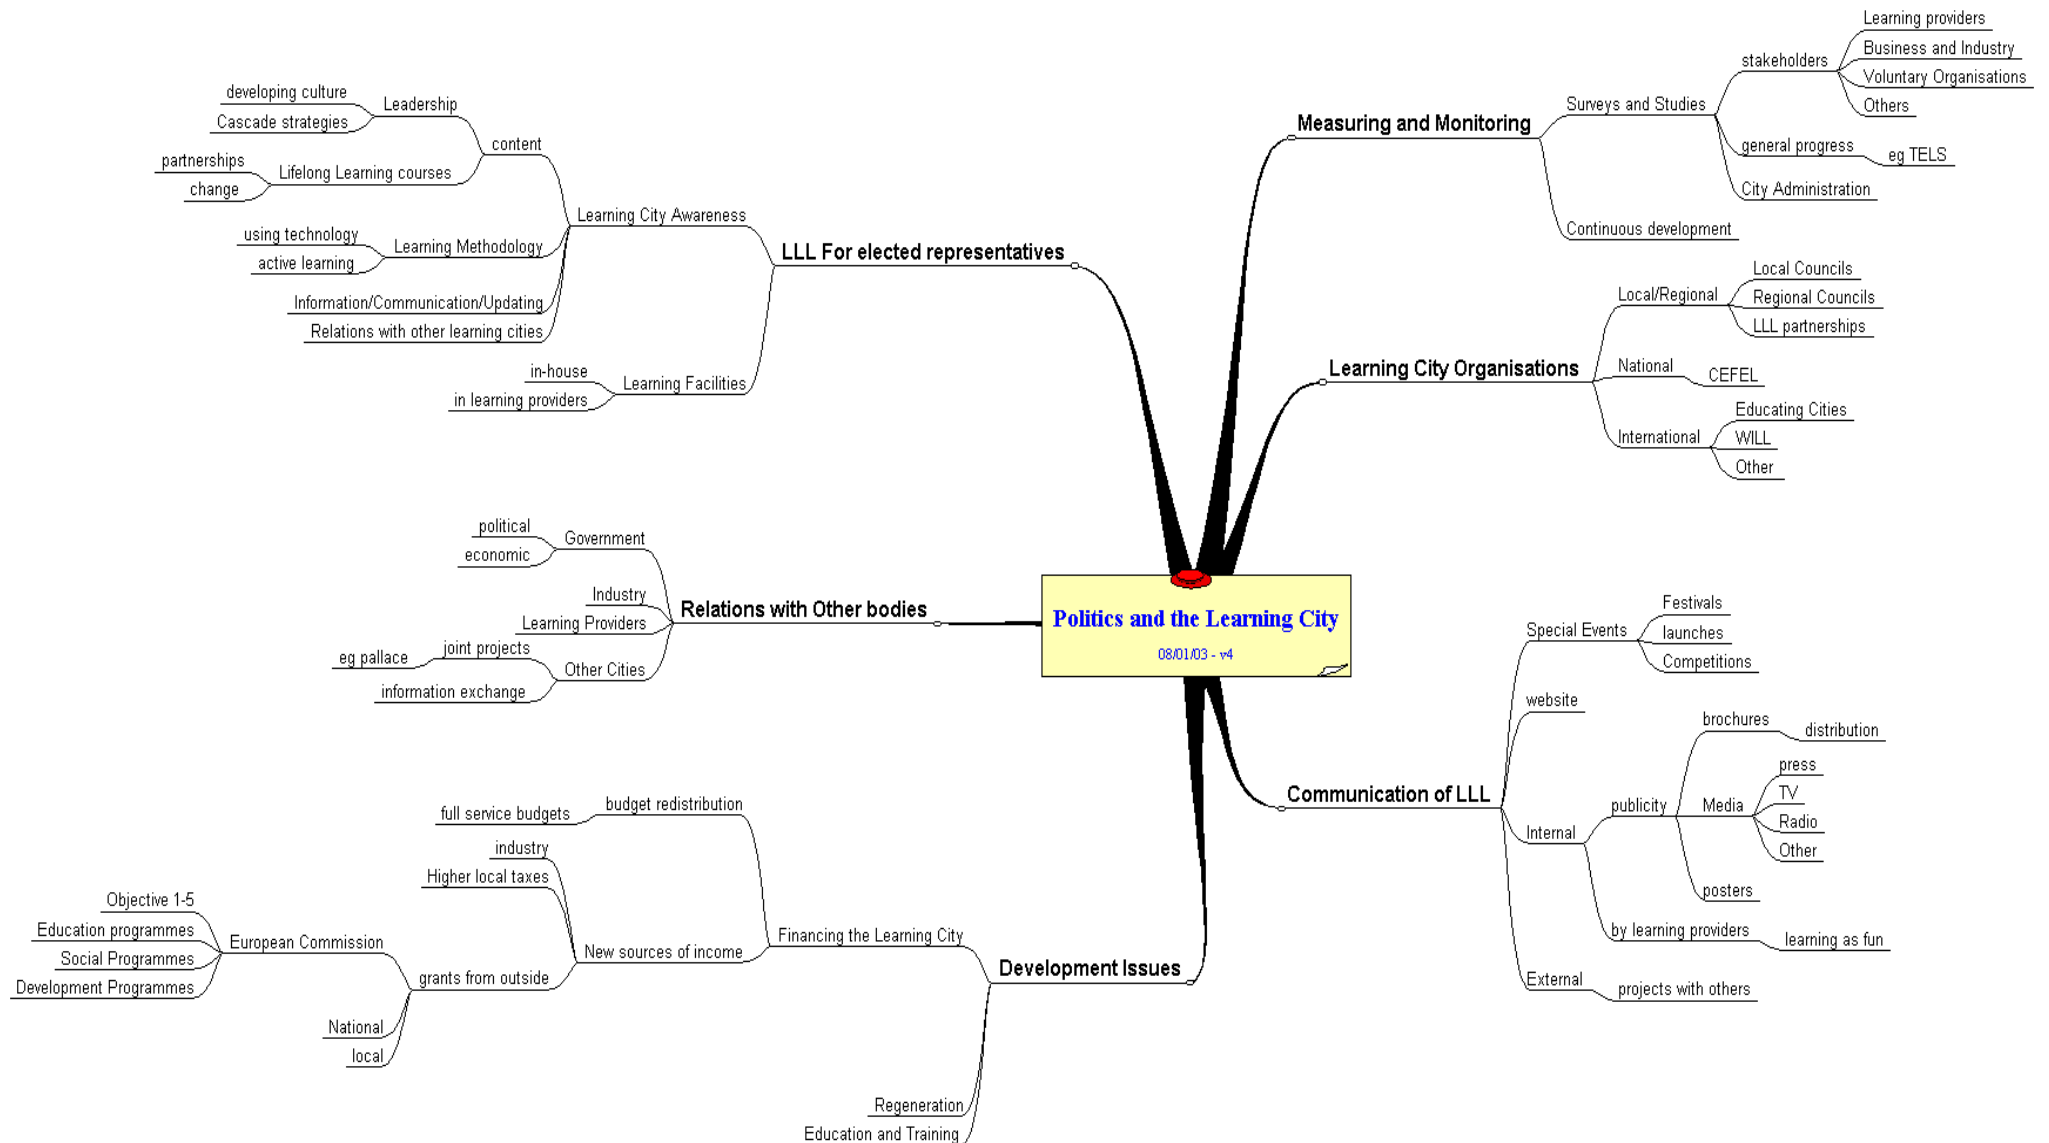 Politics and the Learning City
08/01/03 - v4
Measuring and Monitoring
Surveys and Studies
stakeholders
Learning providers
Business and Industry
Voluntary Organisations
Others
general progress
eg TELS
City Administration
Continuous development
Learning City Organisations
Local/Regional
Local Councils
Regional Councils
LLL partnerships
National
CEFEL
International
Educating Cities
WILL
Other
Communication of LLL
Special Events
Festivals
launches
Competitions
website
Internal
publicity
brochures
distribution
Media
press
TV
Radio
Other
posters
by learning providers
learning as fun
External
projects with others
Development Issues
Financing the Learning City
budget redistribution
full service budgets
New sources of income
industry
Higher local taxes
grants from outside
European Commission
Objective 1-5
Education programmes
Social Programmes
Development Programmes
National
local
Regeneration
Education and Training
Relations with Other bodies
Government
political
economic
Industry
Learning Providers
Other Cities
joint projects
eg pallace
information exchange
LLL For elected representatives
Learning City Awareness
content
Leadership
developing culture
Cascade strategies
Lifelong Learning courses
partnerships
change
Learning Methodology
using technology
active learning
Information/Communication/Updating
Relations with other learning cities
Learning Facilities
in-house
in learning providers